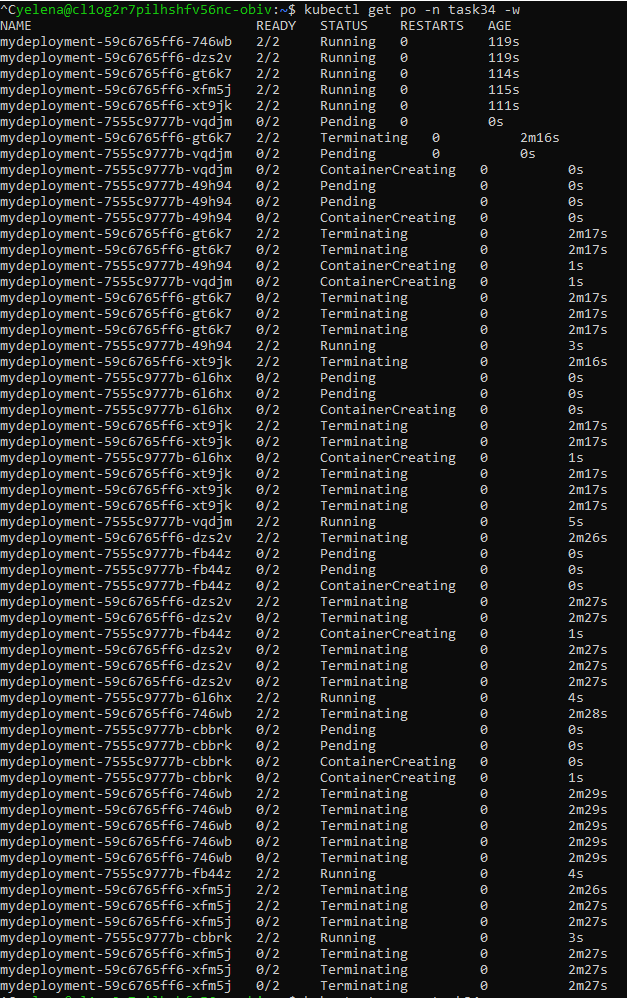 ^Cyelena@cl1og2r7pilhshfv56nc-obiv:~$ kubectl get po -n task34 -w
NAME READY STATUS RESTARTS AGE
mydeployment-59c6765ff6-746wb 2/2 Running 0 119s
mydeployment-59c6765ff6-dzs2v 2/2 Running 0 119s
mydeployment-59c6765ff6-gt6k7 2/2 Running 0 114s
mydeployment-59c6765ff6-xfm5j 2/2 Running 0 115s
mydeployment-59c6765ff6-xt9jk 2/2 Running 0 111s
mydeployment-7555c9777b-vqdjm 0/2 Pending 0 0s
mydeployment-59c6765ff6-gt6k7 2/2 Terminating 0 2m16s
mydeployment-7555c9777b-vqdjm 0/2 Pending 0 0s
mydeployment-7555c9777b-vqdjm 0/2 ContainerCreating 0 0s
mydeployment-7555c9777b-49h94 0/2 Pending 0 0s
mydeployment-7555c9777b-49h94 0/2 Pending 0 0s
mydeployment-7555c9777b-49h94 0/2 ContainerCreating 0 0s
mydeployment-59c6765ff6-gt6k7 2/2 Terminating 0 2m17s
mydeployment-59c6765ff6-gt6k7 2/2 Terminating 0 2m17s
mydeployment-7555c9777b-49h94 0/2 ContainerCreating 0 1s
mydeployment-7555c9777b-vqdjm 0/2 ContainerCreating 0 1s
mydeployment-59c6765ff6-gt6k7 0/2 Terminating 0 2m17s
mydeployment-59c6765ff6-gt6k7 0/2 Terminating 0 2m17s
mydeployment-59c6765ff6-gt6k7 0/2 Terminating 0 2m17s
mydeployment-7555c9777b-49h94 2/2 Running 0 3s
mydeployment-59c6765ff6-xt9jk 2/2 Terminating 0 2m16s
mydeployment-7555c9777b-6l6hx 0/2 Pending 0 0s
mydeployment-7555c9777b-6l6hx 0/2 Pending 0 0s
mydeployment-7555c9777b-6l6hx 0/2 ContainerCreating 0 0s
mydeployment-59c6765ff6-xt9jk 2/2 Terminating 0 2m17s
mydeployment-59c6765ff6-xt9jk 0/2 Terminating 0 2m17s
mydeployment-7555c9777b-6l6hx 0/2 ContainerCreating 0 1s
mydeployment-59c6765ff6-xt9jk 0/2 Terminating 0 2m17s
mydeployment-59c6765ff6-xt9jk 0/2 Terminating 0 2m17s
mydeployment-59c6765ff6-xt9jk 0/2 Terminating 0 2m17s
mydeployment-7555c9777b-vqdjm 2/2 Running 0 5s
mydeployment-59c6765ff6-dzs2v 2/2 Terminating 0 2m26s
mydeployment-7555c9777b-fb44z 0/2 Pending 0 0s
mydeployment-7555c9777b-fb44z 0/2 Pending 0 0s
mydeployment-7555c9777b-fb44z 0/2 ContainerCreating 0 0s
mydeployment-59c6765ff6-dzs2v 2/2 Terminating 0 2m27s
mydeployment-7555c9777b-fb44z 0/2 ContainerCreating 0 1s
mydeployment-59c6765ff6-dzs2v 0/2 Terminating 0 2m27s
mydeployment-59c6765ff6-dzs2v 0/2 Terminating 0 2m27s
mydeployment-59c6765ff6-dzs2v 0/2 Terminating 0 2m27s
mydeployment-7555c9777b-6l6hx 2/2 Running 0 4s
mydeployment-59c6765ff6-746wb 2/2 Terminating 0 2m28s
mydeployment-7555c9777b-cbbrk 0/2 Pending 0 0s
mydeployment-7555c9777b-cbbrk 0/2 Pending 0 0s
mydeployment-7555c9777b-cbbrk 0/2 ContainerCreating 0 0s
mydeployment-7555c9777b-cbbrk 0/2 ContainerCreating 0 1s
mydeployment-59c6765ff6-746wb 2/2 Terminating 0 2m29s
mydeployment-59c6765ff6-746wb 0/2 Terminating 0 2m29s
mydeployment-59c6765ff6-746wb 0/2 Terminating 0 2m29s
mydeployment-59c6765ff6-746wb 0/2 Terminating 0 2m29s
mydeployment-59c6765ff6-746wb 0/2 Terminating 0 2m29s
mydeployment-7555c9777b-fb44z 2/2 Running 0 4s
mydeployment-59c6765ff6-xfm5j 2/2 Terminating 0 2m26s
mydeployment-59c6765ff6-xfm5j 2/2 Terminating 0 2m27s
mydeployment-59c6765ff6-xfm5j 0/2 Terminating 0 2m27s
mydeployment-7555c9777b-cbbrk 2/2 Running 0 3s
mydeployment-59c6765ff6-xfm5j 0/2 Terminating 0 2m27s
mydeployment-59c6765ff6-xfm5j 0/2 Terminating 0 2m27s
mydeployment-59c6765ff6-xfm5j 0/2 Terminating 0 2m27s